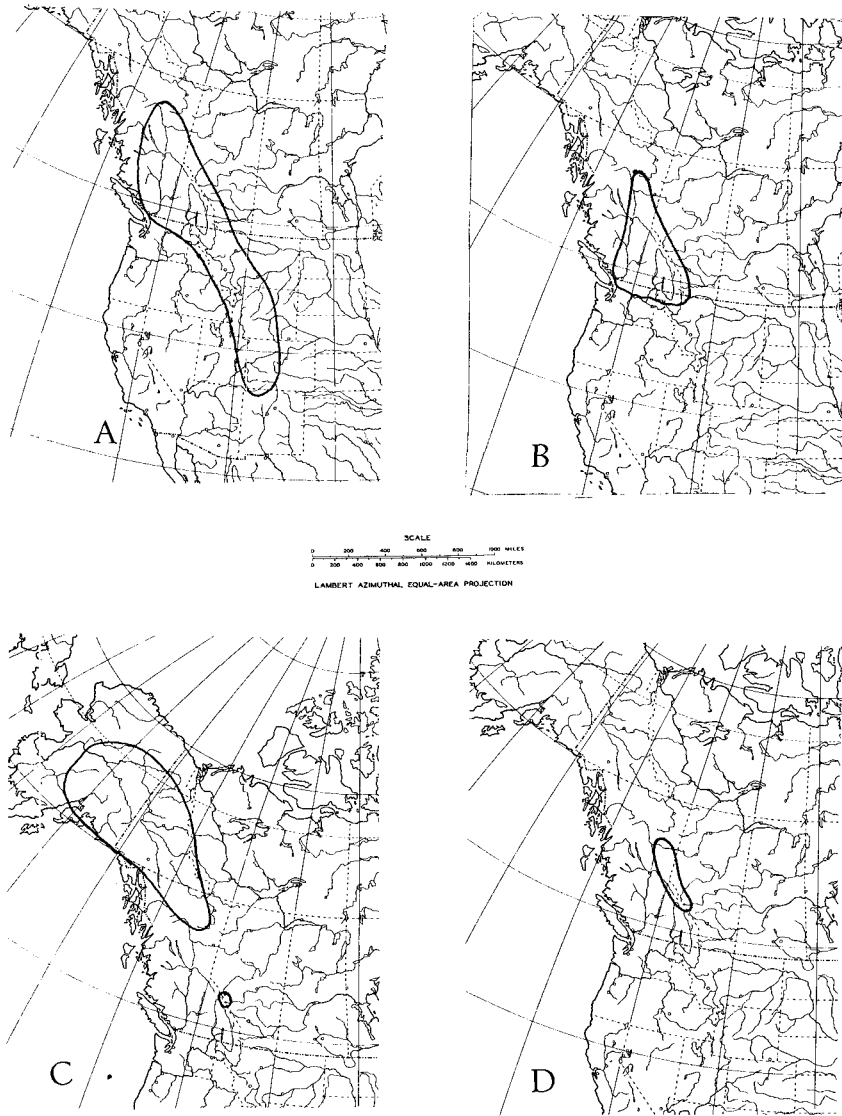 A
B
SCALE
0 200 400 600 800 1000 MILES
0 200 400 600 800 1000 1200 1400 KILOMETERS
LAMBERT AZIMUTHAL EQUAL-AREA PROJECTION
C
D